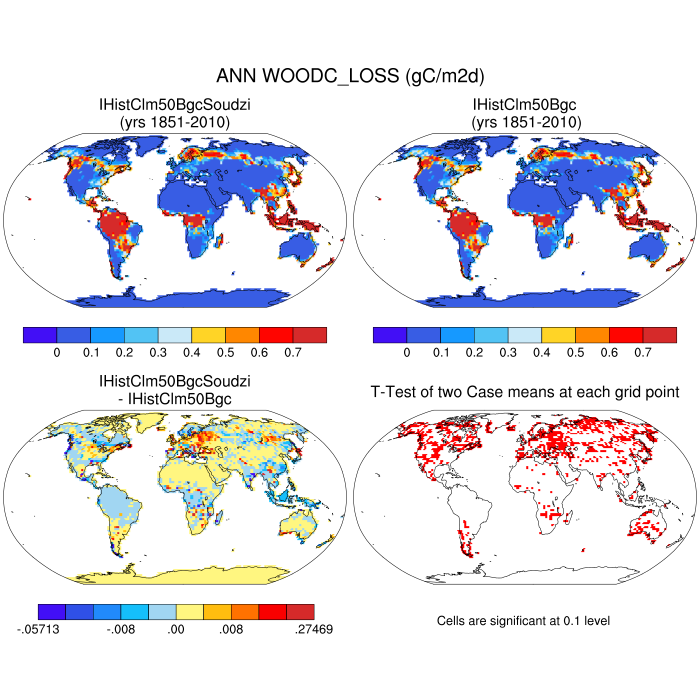 ANN WOODC_LOSS (gC/m2d)
IHistClm50BgcSoudzi
(yrs 1851-2010)
IHistClm50Bgc
(yrs 1851-2010)
0 0.1 0.2 0.3 0.4 0.5 0.6 0.7
0 0.1 0.2 0.3 0.4 0.5 0.6 0.7
IHistClm50BgcSoudzi
- IHistClm50Bgc
T-Test of two Case means at each grid point
-.05713 -.008 .00 .008 .27469
Cells are significant at 0.1 level